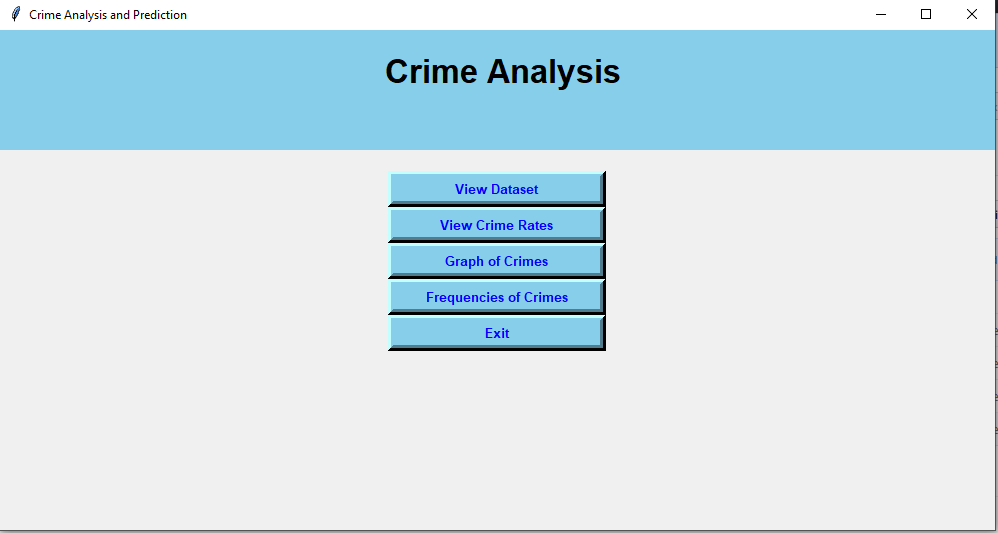 Crime Analysis and Prediction
Crime Analysis
View Dataset
View Crime Rates
Graph of Crimes
Frequencies of Crimes
Exit